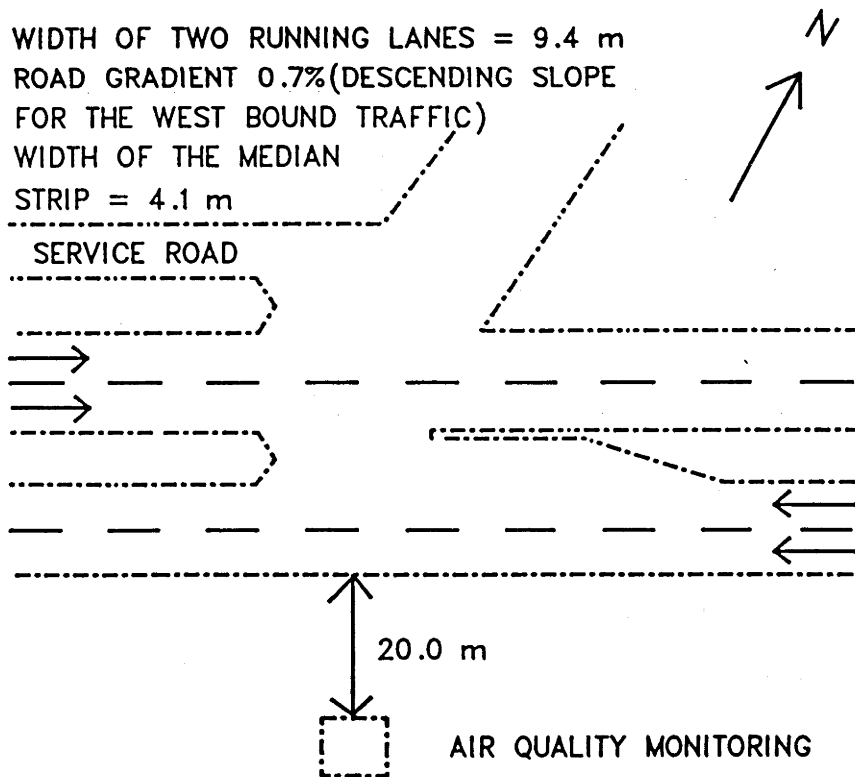 WIDTH OF TWO RUNNING LANES = 9.4 m
ROAD GRADIENT 0.7%(DESCENDING SLOPE
FOR THE WEST BOUND TRAFFIC)
WIDTH OF THE MEDIAN
STRIP = 4.1 m
N
SERVICE ROAD
20.0 m
AIR QUALITY MONITORING